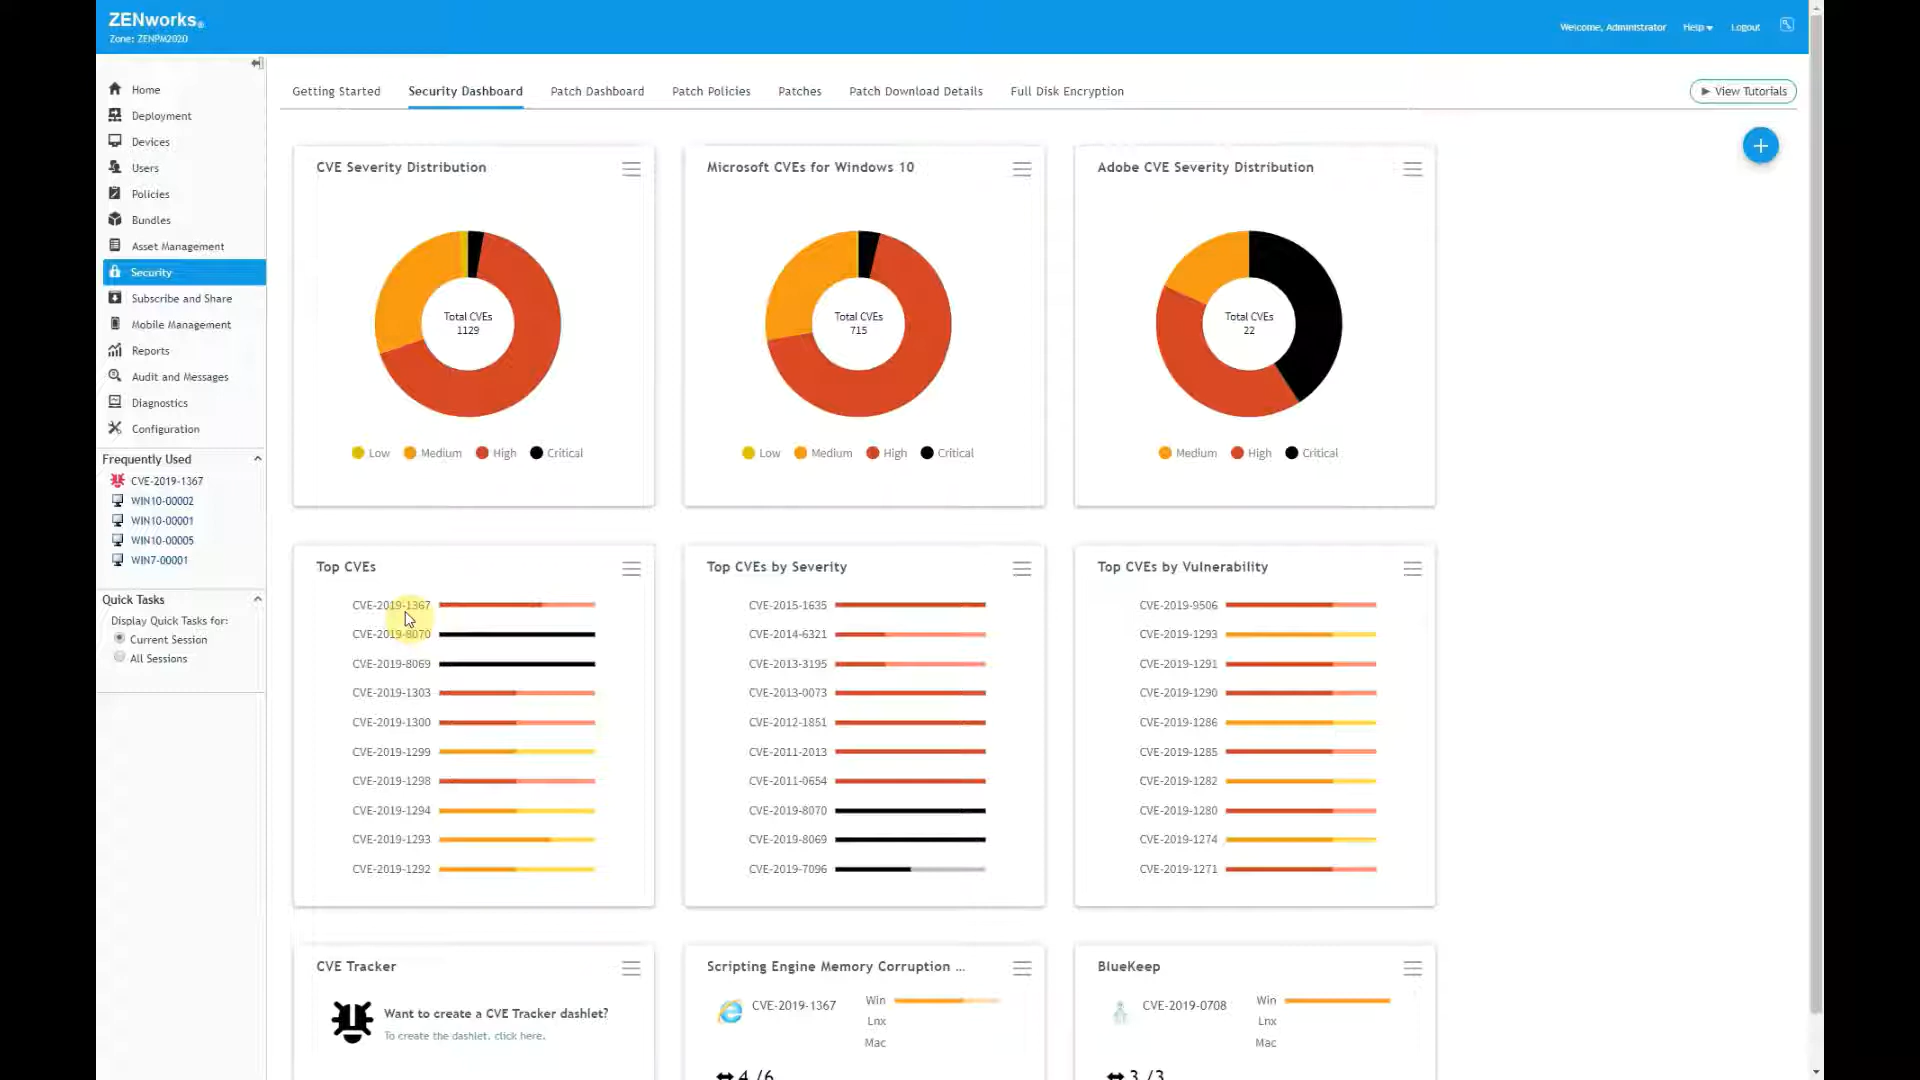 ZENworks®
Zone: ZENPM2020
Welcome, Administrator
Help
Logout
Home
Deployment
Devices
Users
Policies
Bundles
Asset Management
Security
Subscribe and Share
Mobile Management
Reports
Audit and Messages
Diagnostics
Configuration
Frequently Used
CVE-2019-1367
WIN10-00002
WIN10-00001
WIN10-00005
WIN7-00001
Quick Tasks
Display Quick Tasks for:
Current Session
All Sessions
Getting Started
Security Dashboard
Patch Dashboard
Patch Policies
Patches
Patch Download Details
Full Disk Encryption
View Tutorials
CVE Severity Distribution
Total CVEs
1129
Low Medium High Critical
Microsoft CVEs for Windows 10
Total CVEs
715
Low Medium High Critical
Adobe CVE Severity Distribution
Total CVEs
22
Medium High Critical
Top CVEs
CVE-2019-1367
CVE-2019-8070
CVE-2019-8069
CVE-2019-1303
CVE-2019-1300
CVE-2019-1299
CVE-2019-1298
CVE-2019-1294
CVE-2019-1293
CVE-2019-1292
Top CVEs by Severity
CVE-2015-1635
CVE-2014-6321
CVE-2013-3195
CVE-2013-0073
CVE-2012-1851
CVE-2011-2013
CVE-2011-0654
CVE-2019-8070
CVE-2019-8069
CVE-2019-7096
Top CVEs by Vulnerability
CVE-2019-9506
CVE-2019-1293
CVE-2019-1291
CVE-2019-1290
CVE-2019-1286
CVE-2019-1285
CVE-2019-1282
CVE-2019-1280
CVE-2019-1274
CVE-2019-1271
CVE Tracker
Want to create a CVE Tracker dashlet?
To create the dashlet, click here.
Scripting Engine Memory Corruption ...
CVE-2019-1367
Win
Lnx
Mac
4 /6
BlueKeep
CVE-2019-0708
Win
Lnx
Mac
3 /3